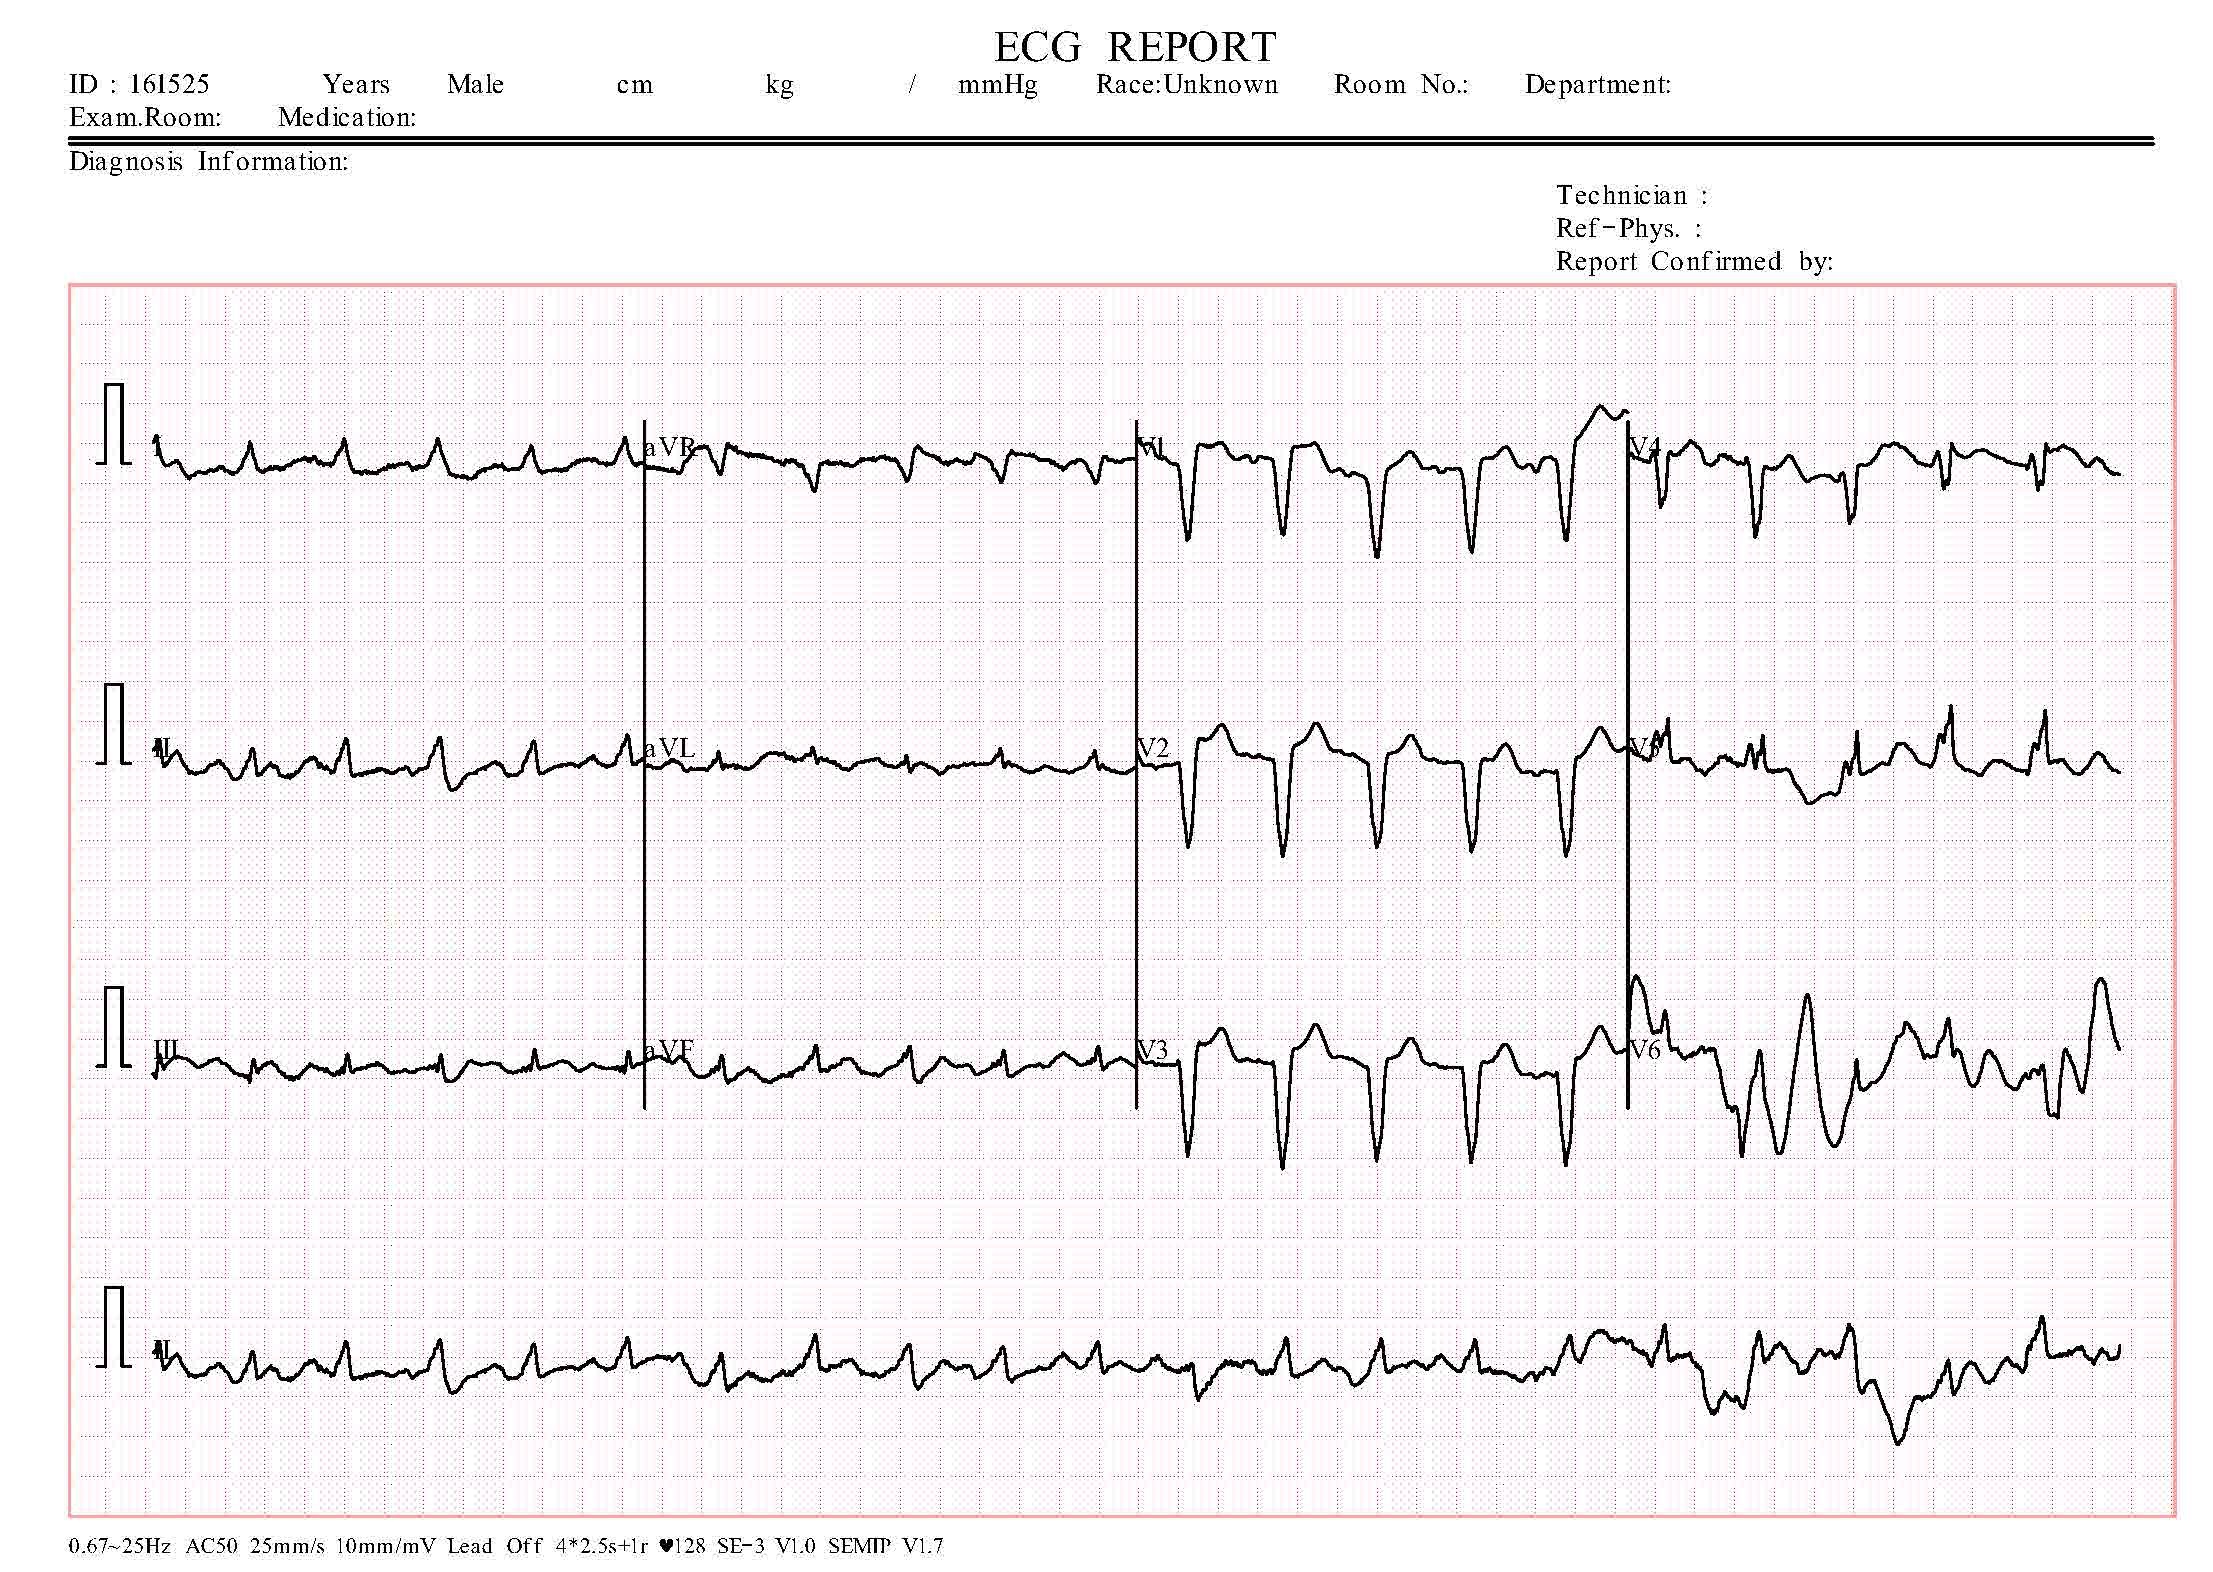 ECG REPORT
ID : 161525 Years Male cm kg / mmHg Race:Unknown Room No.: Department:
Exam.Room: Medication:
Diagnosis Information:
Technician :
Ref-Phys. :
Report Confirmed by:
I aVR V1 V4
II aVL V2 V5
III aVF V3 V6
II
0.67~25Hz AC50 25mm/s 10mm/mV Lead Off 4*2.5s+1r ♥128 SE-3 V1.0 SEMIP V1.7